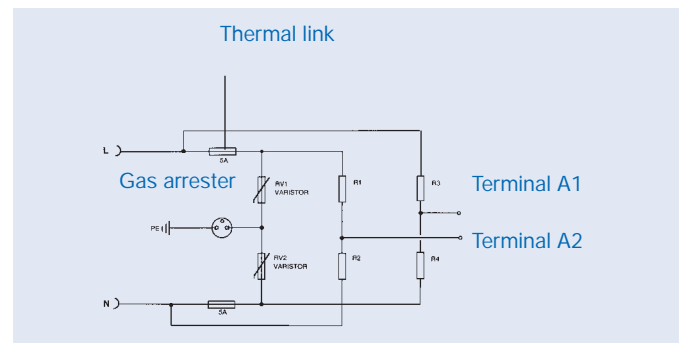 Thermal link
L
5A
Gas arrester
RV1
VARISTOR
R1
R3
Terminal A1
PE
Terminal A2
RV2
VARISTOR
R2
R4
N
5A